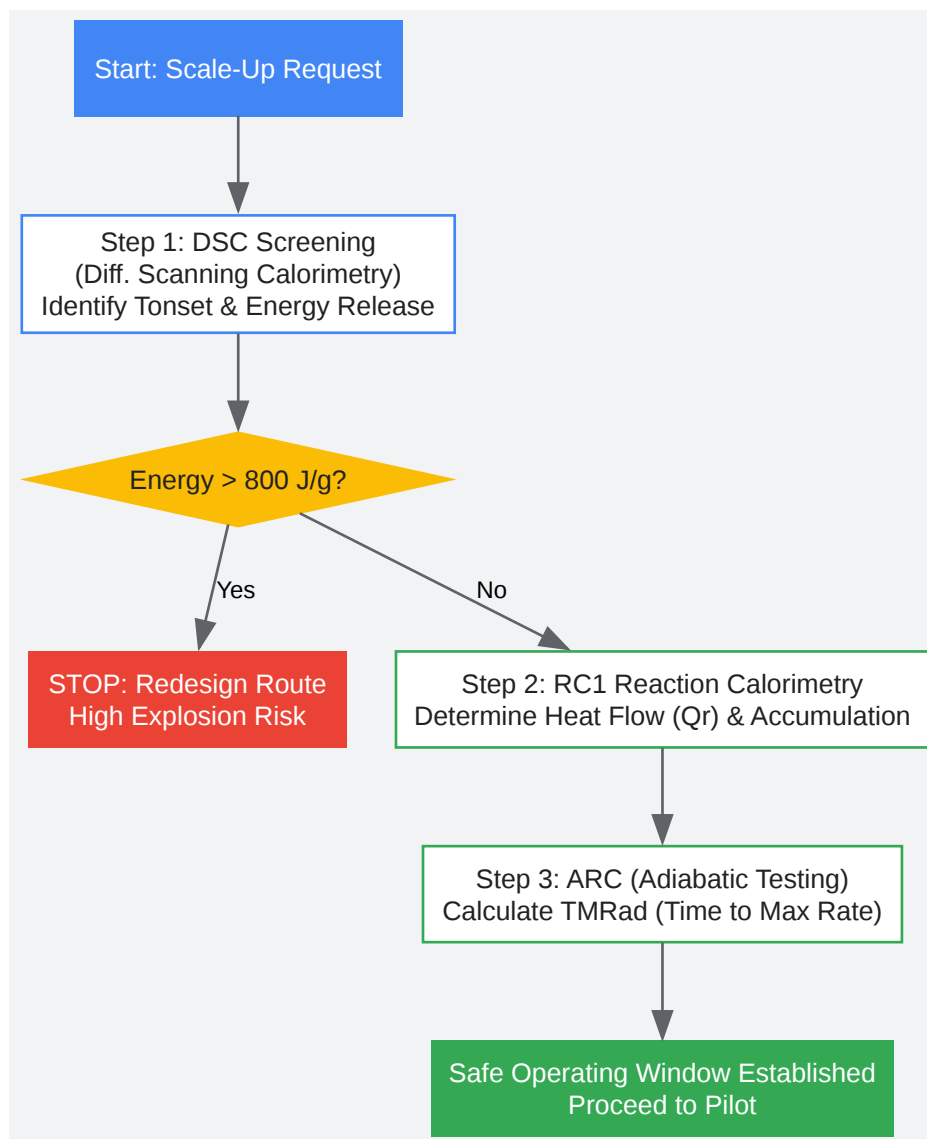 Start: Scale-Up Request
Step 1: DSC Screening
(Diff. Scanning Calorimetry)
Identify Tonset & Energy Release
Energy > 800 J/g?
Yes
No
STOP: Redesign Route
High Explosion Risk
Step 2: RC1 Reaction Calorimetry
Determine Heat Flow (Qr) & Accumulation
Step 3: ARC (Adiabatic Testing)
Calculate TMRad (Time to Max Rate)
Safe Operating Window Established
Proceed to Pilot